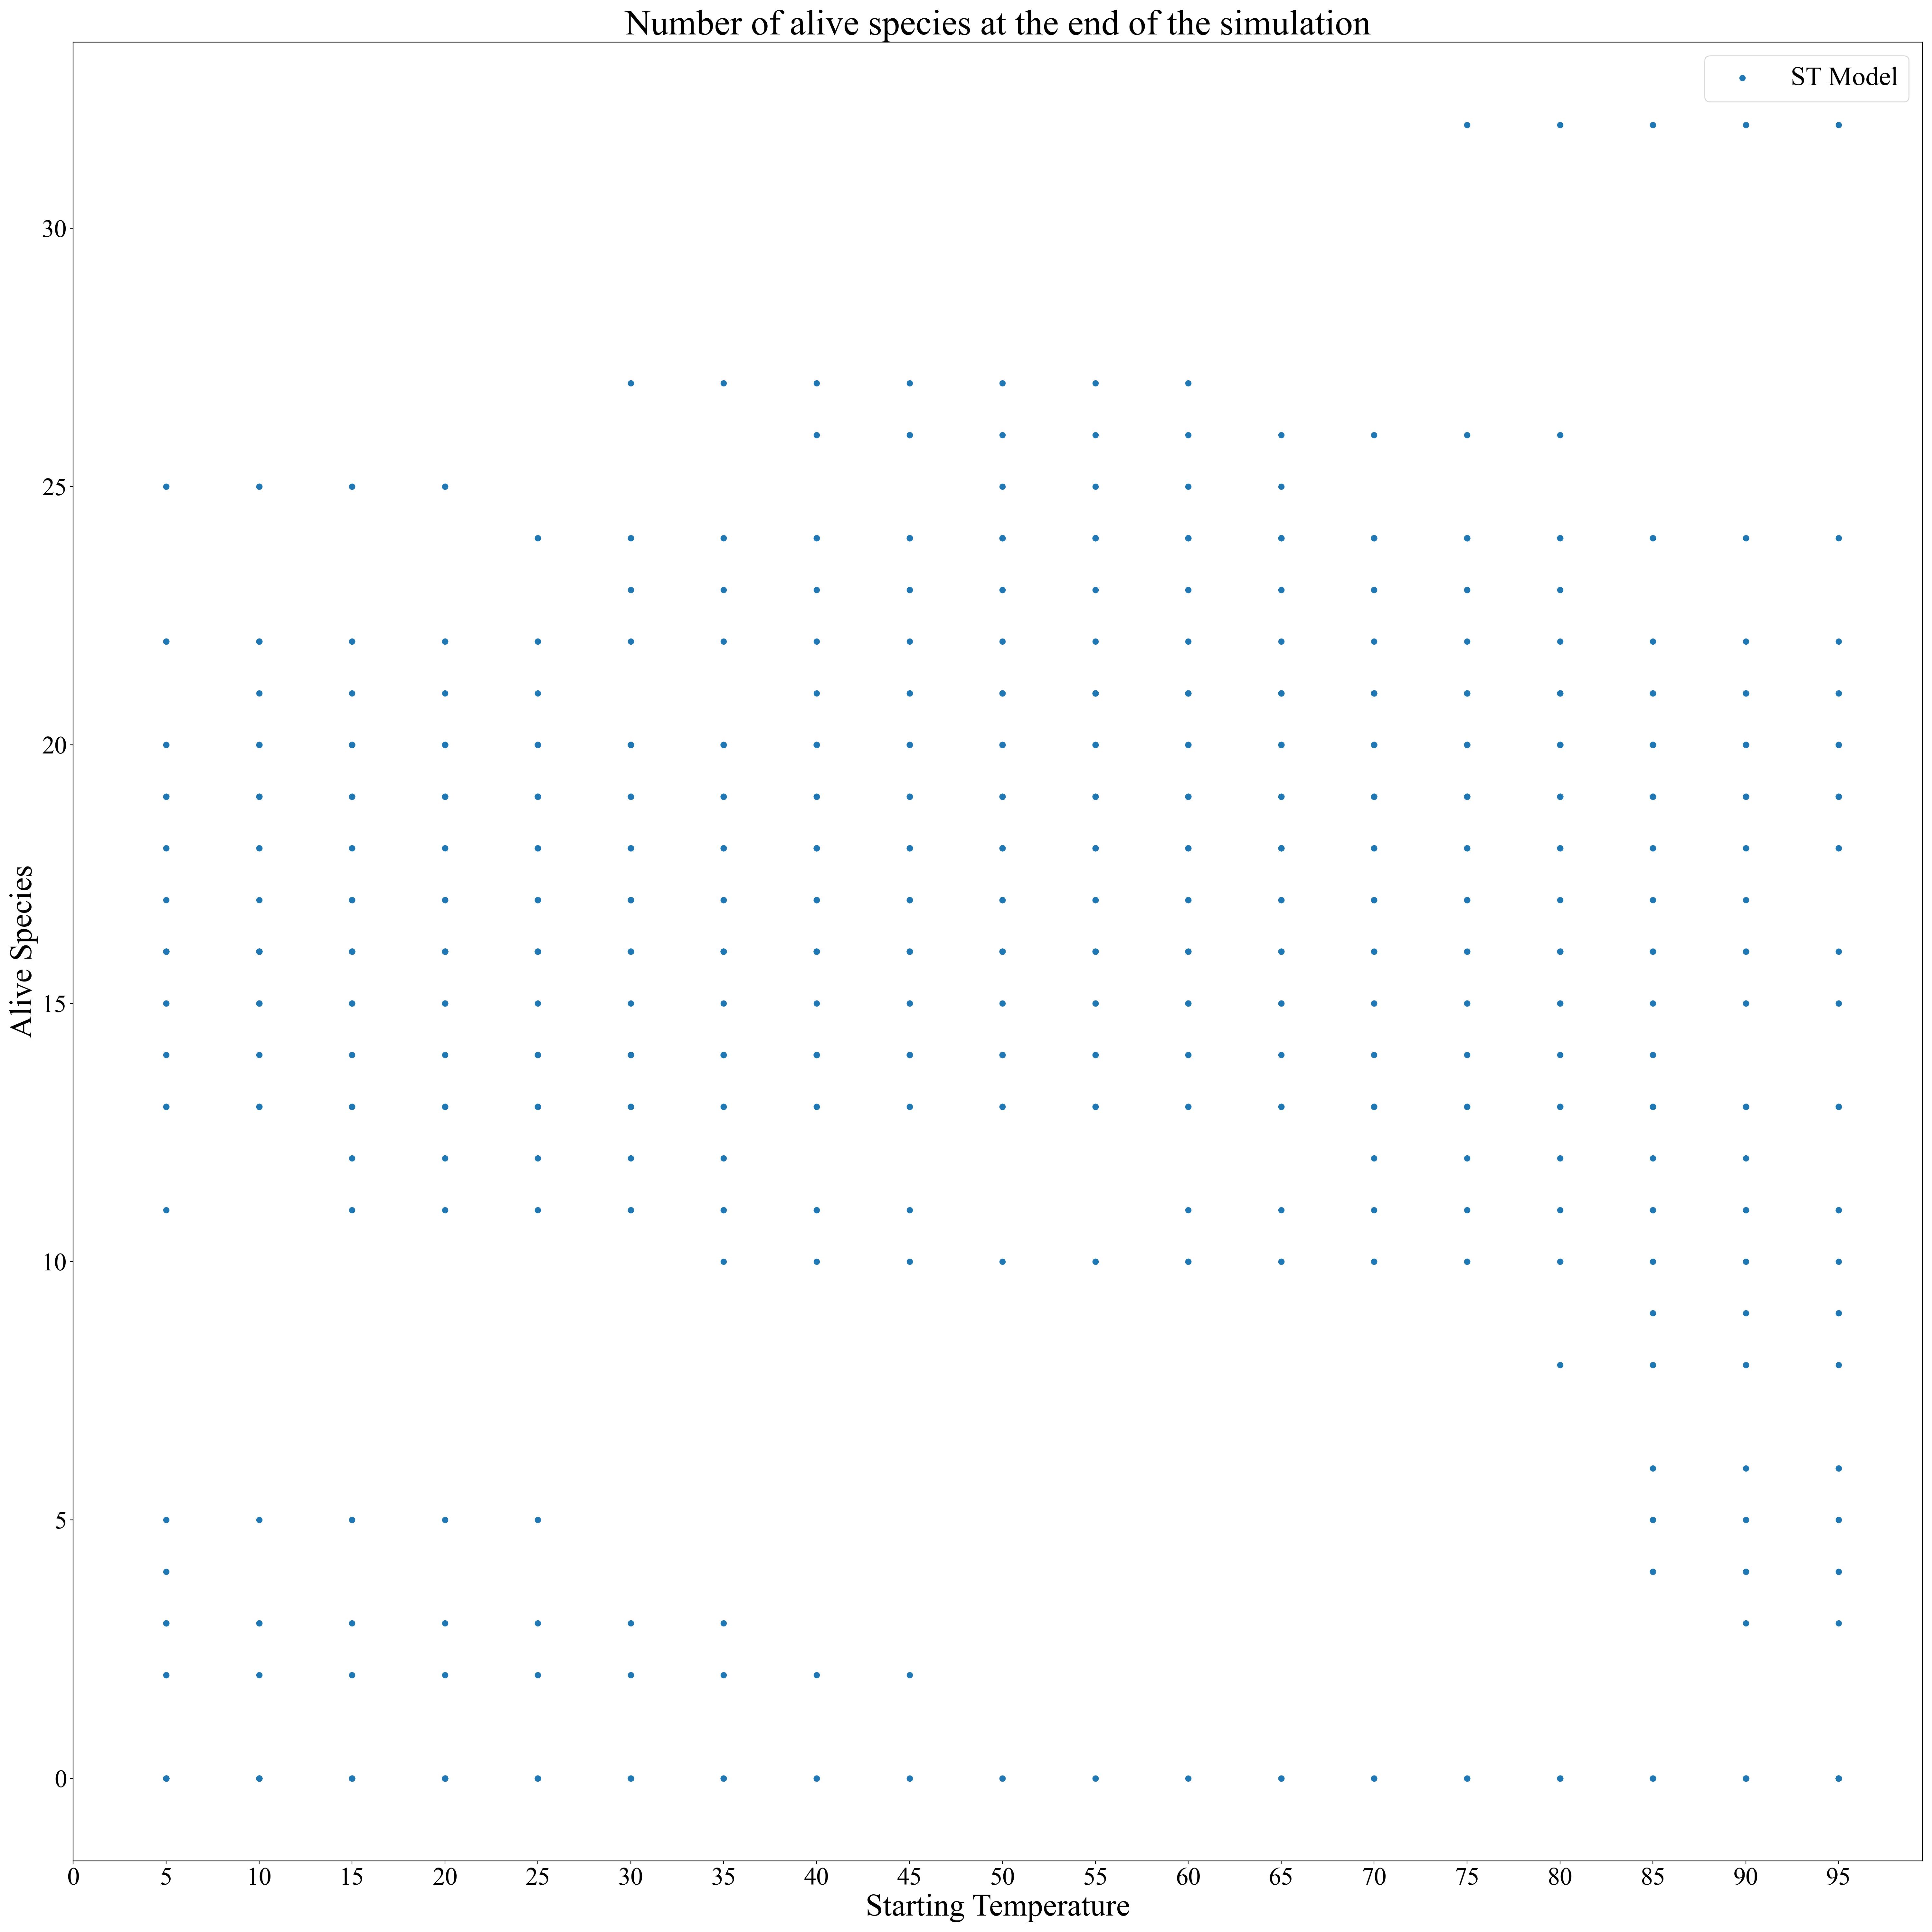 Number of alive species at the end of the simulation
ST Model
30
25
20
15
10
5
0
Alive Species
0 5 10 15 20 25 30 35 40 45 50 55 60 65 70 75 80 85 90 95
Starting Temperature